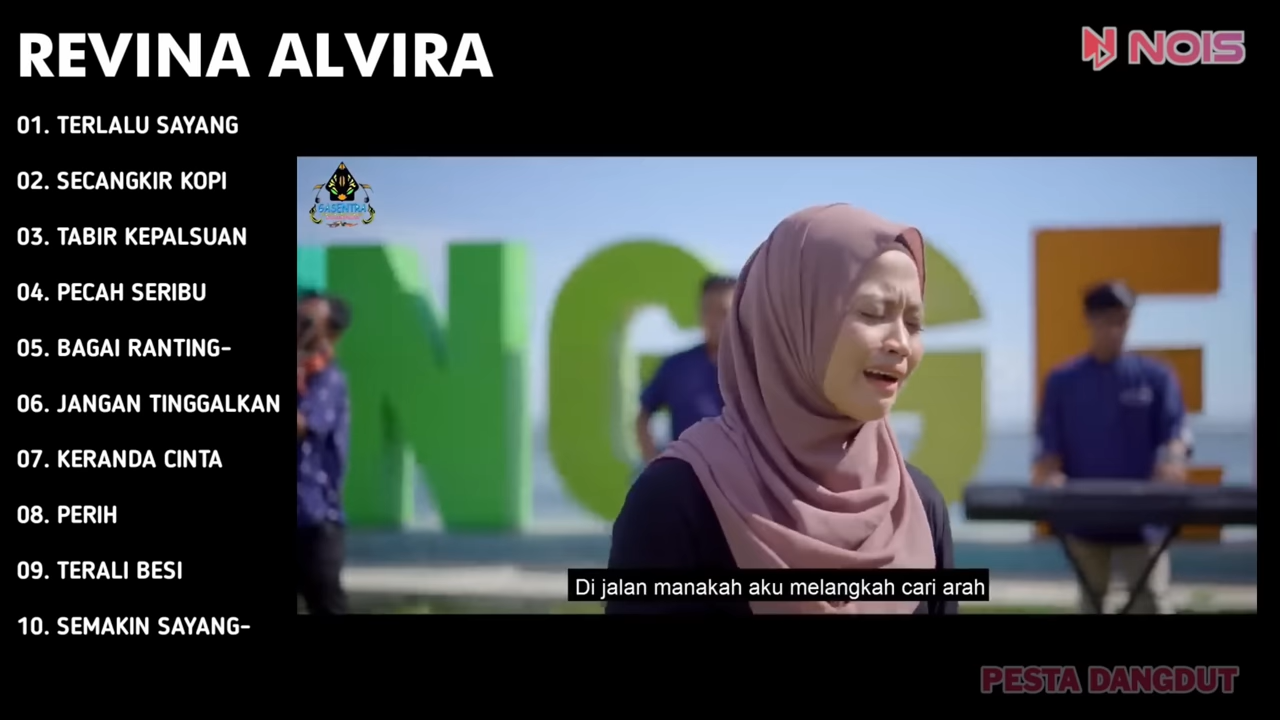 REVINA ALVIRA
NOIS
01. TERLALU SAYANG
02. SECANGKIR KOPI
03. TABIR KEPALSUAN
04. PECAH SERIBU
05. BAGAI RANTING-
06. JANGAN TINGGALKAN
07. KERANDA CINTA
08. PERIH
09. TERALI BESI
10. SEMAKIN SAYANG-
GASENTRA
NGE
Di jalan manakah aku melangkah cari arah
PESTA DANGDUT